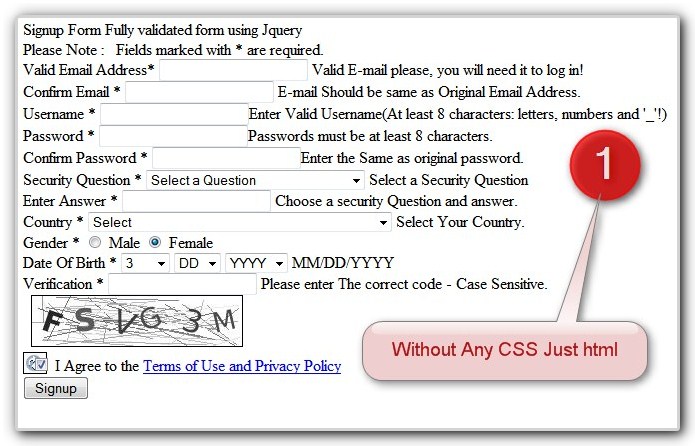 Signup Form Fully validated form using Jquery
Please Note : Fields marked with * are required.
Valid Email Address* Valid E-mail please, you will need it to log in!
Confirm Email * E-mail Should be same as Original Email Address.
Username * Enter Valid Username(At least 8 characters: letters, numbers and '_'!)
Password * Passwords must be at least 8 characters.
Confirm Password * Enter the Same as original password.
1
Security Question * Select a Question Select a Security Question
Enter Answer * Choose a security Question and answer.
Country * Select Select Your Country.
Gender * Male Female
Date Of Birth * 3 DD YYYY MM/DD/YYYY
Verification * Please enter The correct code - Case Sensitive.
F S V G 3 M
Without Any CSS Just html
I Agree to the Terms of Use and Privacy Policy
Signup